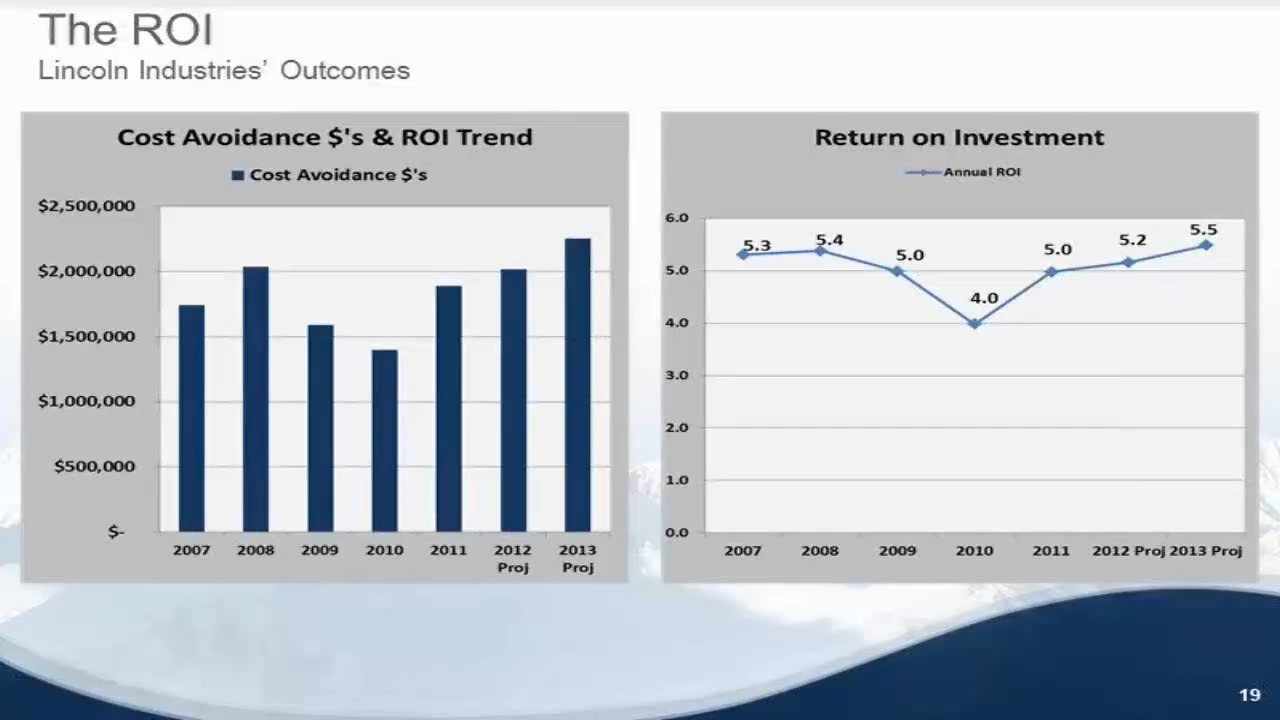 The ROI
Lincoln Industries’ Outcomes
Cost Avoidance $'s & ROI Trend
Cost Avoidance $'s
$2,500,000
$2,000,000
$1,500,000
$1,000,000
$500,000
$-
2007 2008 2009 2010 2011 2012 2013
Proj Proj
Return on Investment
Annual ROI
6.0
5.0
4.0
3.0
2.0
1.0
0.0
5.3 5.4 5.0 4.0 5.0 5.2 5.5
2007 2008 2009 2010 2011 2012 Proj 2013 Proj
19